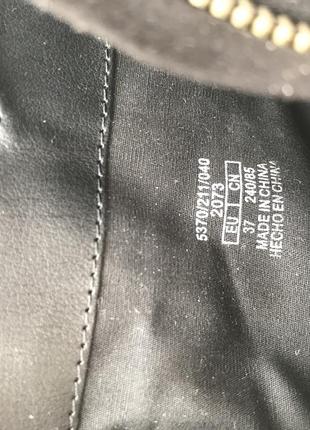 5370/211/040
2073
EU CN
37 240/85
MADE IN CHINA
HECHO EN CHINA